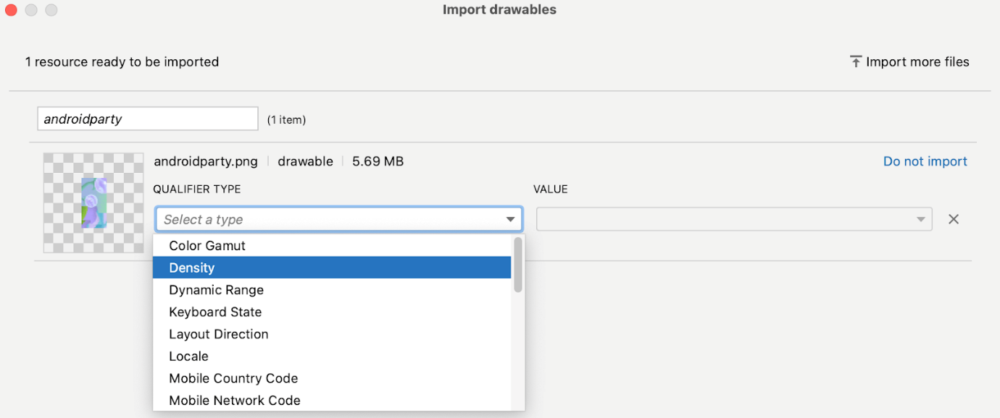 Import drawables
1 resource ready to be imported
Import more files
androidparty (1 item)
androidparty.png drawable 5.69 MB Do not import
QUALIFIER TYPE VALUE
Select a type
Color Gamut
Density
Dynamic Range
Keyboard State
Layout Direction
Locale
Mobile Country Code
Mobile Network Code